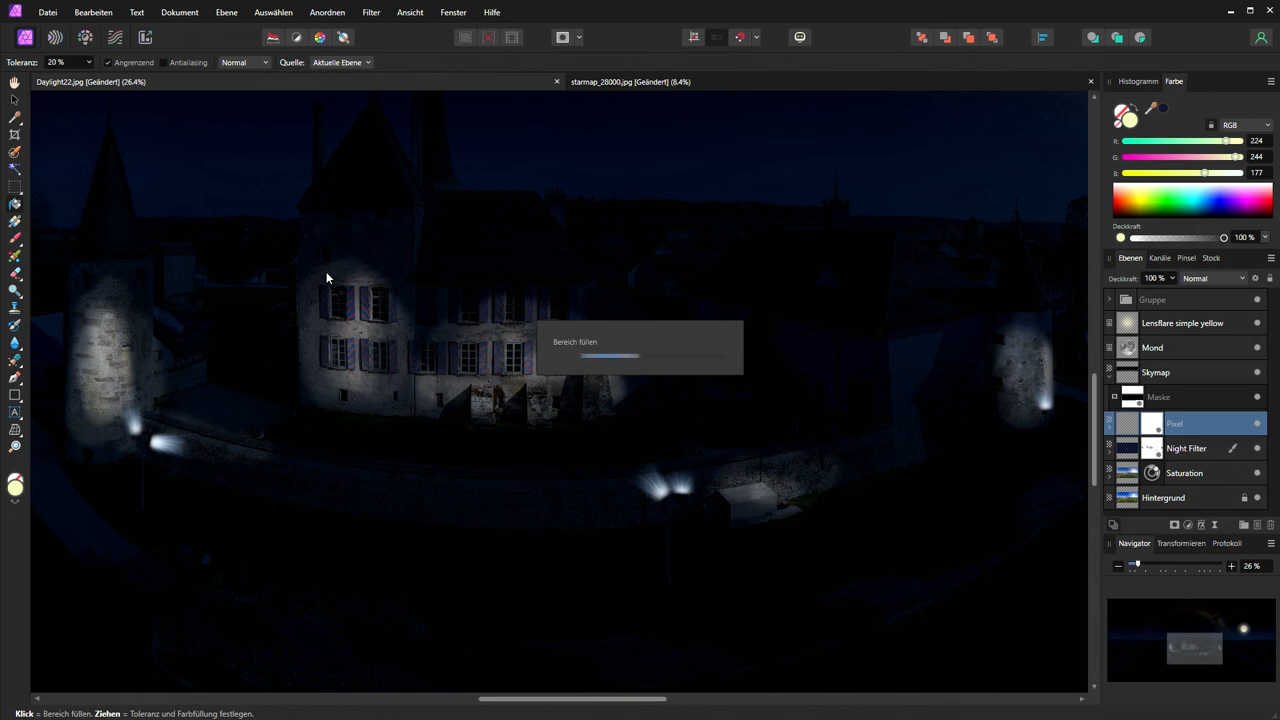 Datei Bearbeiten Text Dokument Ebene Auswählen Anordnen Filter Ansicht Fenster Hilfe
Toleranz: 20 % Angrenzend Antialiasing Normal Quelle: Aktuelle Ebene
Daylight22.jpg [Geändert] (26.4%) starmap_28000.jpg [Geändert] (8.4%)
Histogramm Farbe
RGB
R: 224
G: 244
B: 177
Deckkraft
100 %
Ebenen Kanäle Pinsel Stock
Deckkraft: 100 % Normal
Gruppe
Lensflare simple yellow
Mond
Skymap
Maske
Pixel
Night Filter
Saturation
Hintergrund
Bereich füllen
Navigator Transformieren Protokoll
26 %
Klick = Bereich füllen. Ziehen = Toleranz und Farbfüllung festlegen.